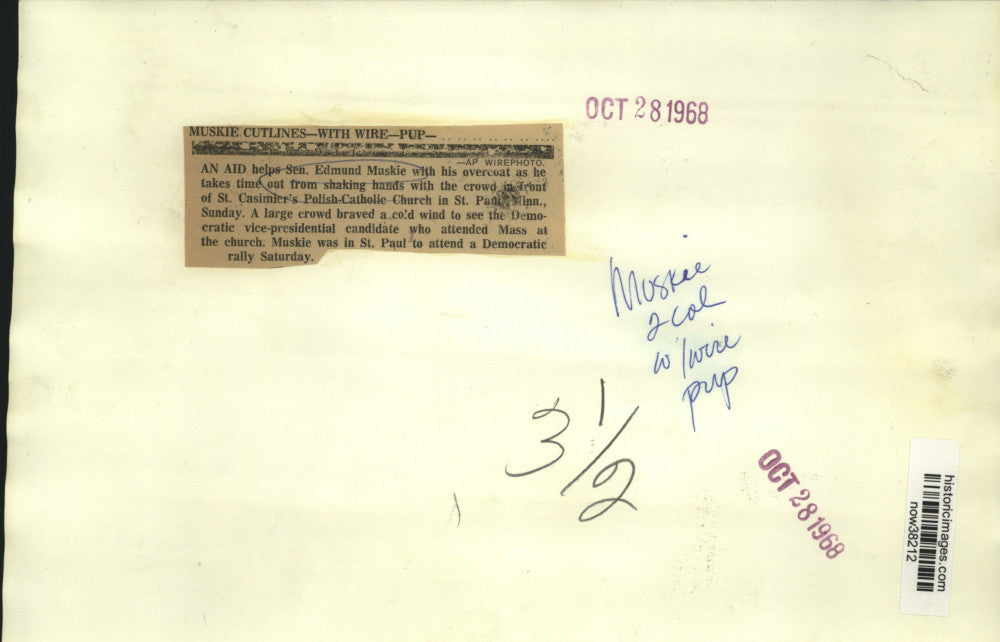 OCT 28 1968
MUSKIE CUTLINES—WITH WIRE—PUP—
—AP WIREPHOTO.
AN AID helps Sen. Edmund Muskie with his overcoat as he
takes time out from shaking hands with the crowd in front
of St. Casimier's Polish-Catholic Church in St. Paul, Minn.,
Sunday. A large crowd braved a cold wind to see the Demo-
cratic vice-presidential candidate who attended Mass at
the church. Muskie was in St. Paul to attend a Democratic
rally Saturday.
Muskie
2 col
w/wire
pup
3 1/2
OCT 28 1968
historicimages.com
now38212